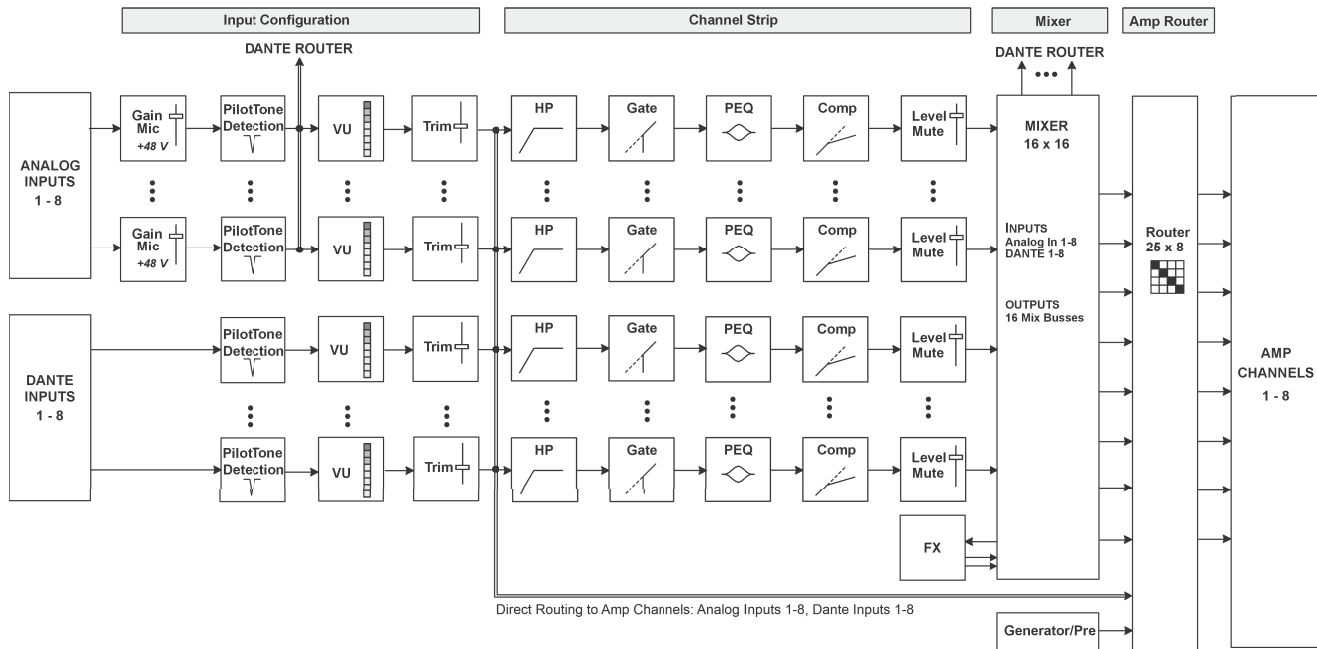 Input Configuration
Channel Strip
Mixer
Amp Router
DANTE ROUTER
DANTE ROUTER
ANALOG
INPUTS
1 - 8
Gain
Mic
+48 V
PilotTone
Detection
VU
Trim
HP
Gate
PEQ
Comp
Level
Mute
Gain
Mic
+48 V
PilotTone
Detection
VU
Trim
HP
Gate
PEQ
Comp
Level
Mute
DANTE
INPUTS
1 - 8
PilotTone
Detection
VU
Trim
HP
Gate
PEQ
Comp
Level
Mute
PilotTone
Detection
VU
Trim
HP
Gate
PEQ
Comp
Level
Mute
MIXER
16 x 16
INPUTS
Analog In 1-8
DANTE 1-8
OUTPUTS
16 Mix Busses
Router
25 x 8
AMP
CHANNELS
1 - 8
FX
Direct Routing to Amp Channels: Analog Inputs 1-8, Dante Inputs 1-8
Generator/Pre